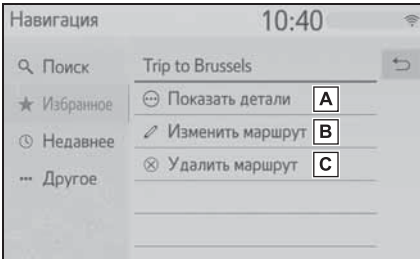 Навигация 10:40
Поиск
Избранное
Недавнее
Другое
Trip to Brussels
Показать детали A
Изменить маршрут B
Удалить маршрут C